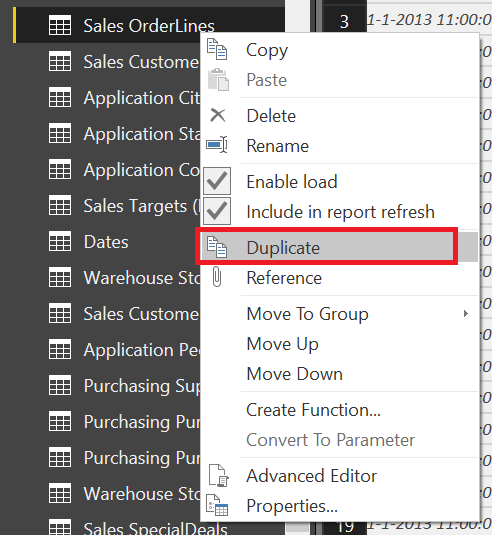 Sales OrderLines
Sales Custome
Application Cit
Application Sta
Application Co
Sales Targets (
Dates
Warehouse Sto
Sales Custome
Application Pe
Purchasing Sup
Purchasing Pur
Purchasing Pur
Warehouse Sto
Sales SpecialDeals
Copy
Paste
Delete
Rename
Enable load
Include in report refresh
Duplicate
Reference
Move To Group
Move Up
Move Down
Create Function...
Convert To Parameter
Advanced Editor
Properties...
3
1-1-2013 11:00:0
19
1-1-2013 11:00:0